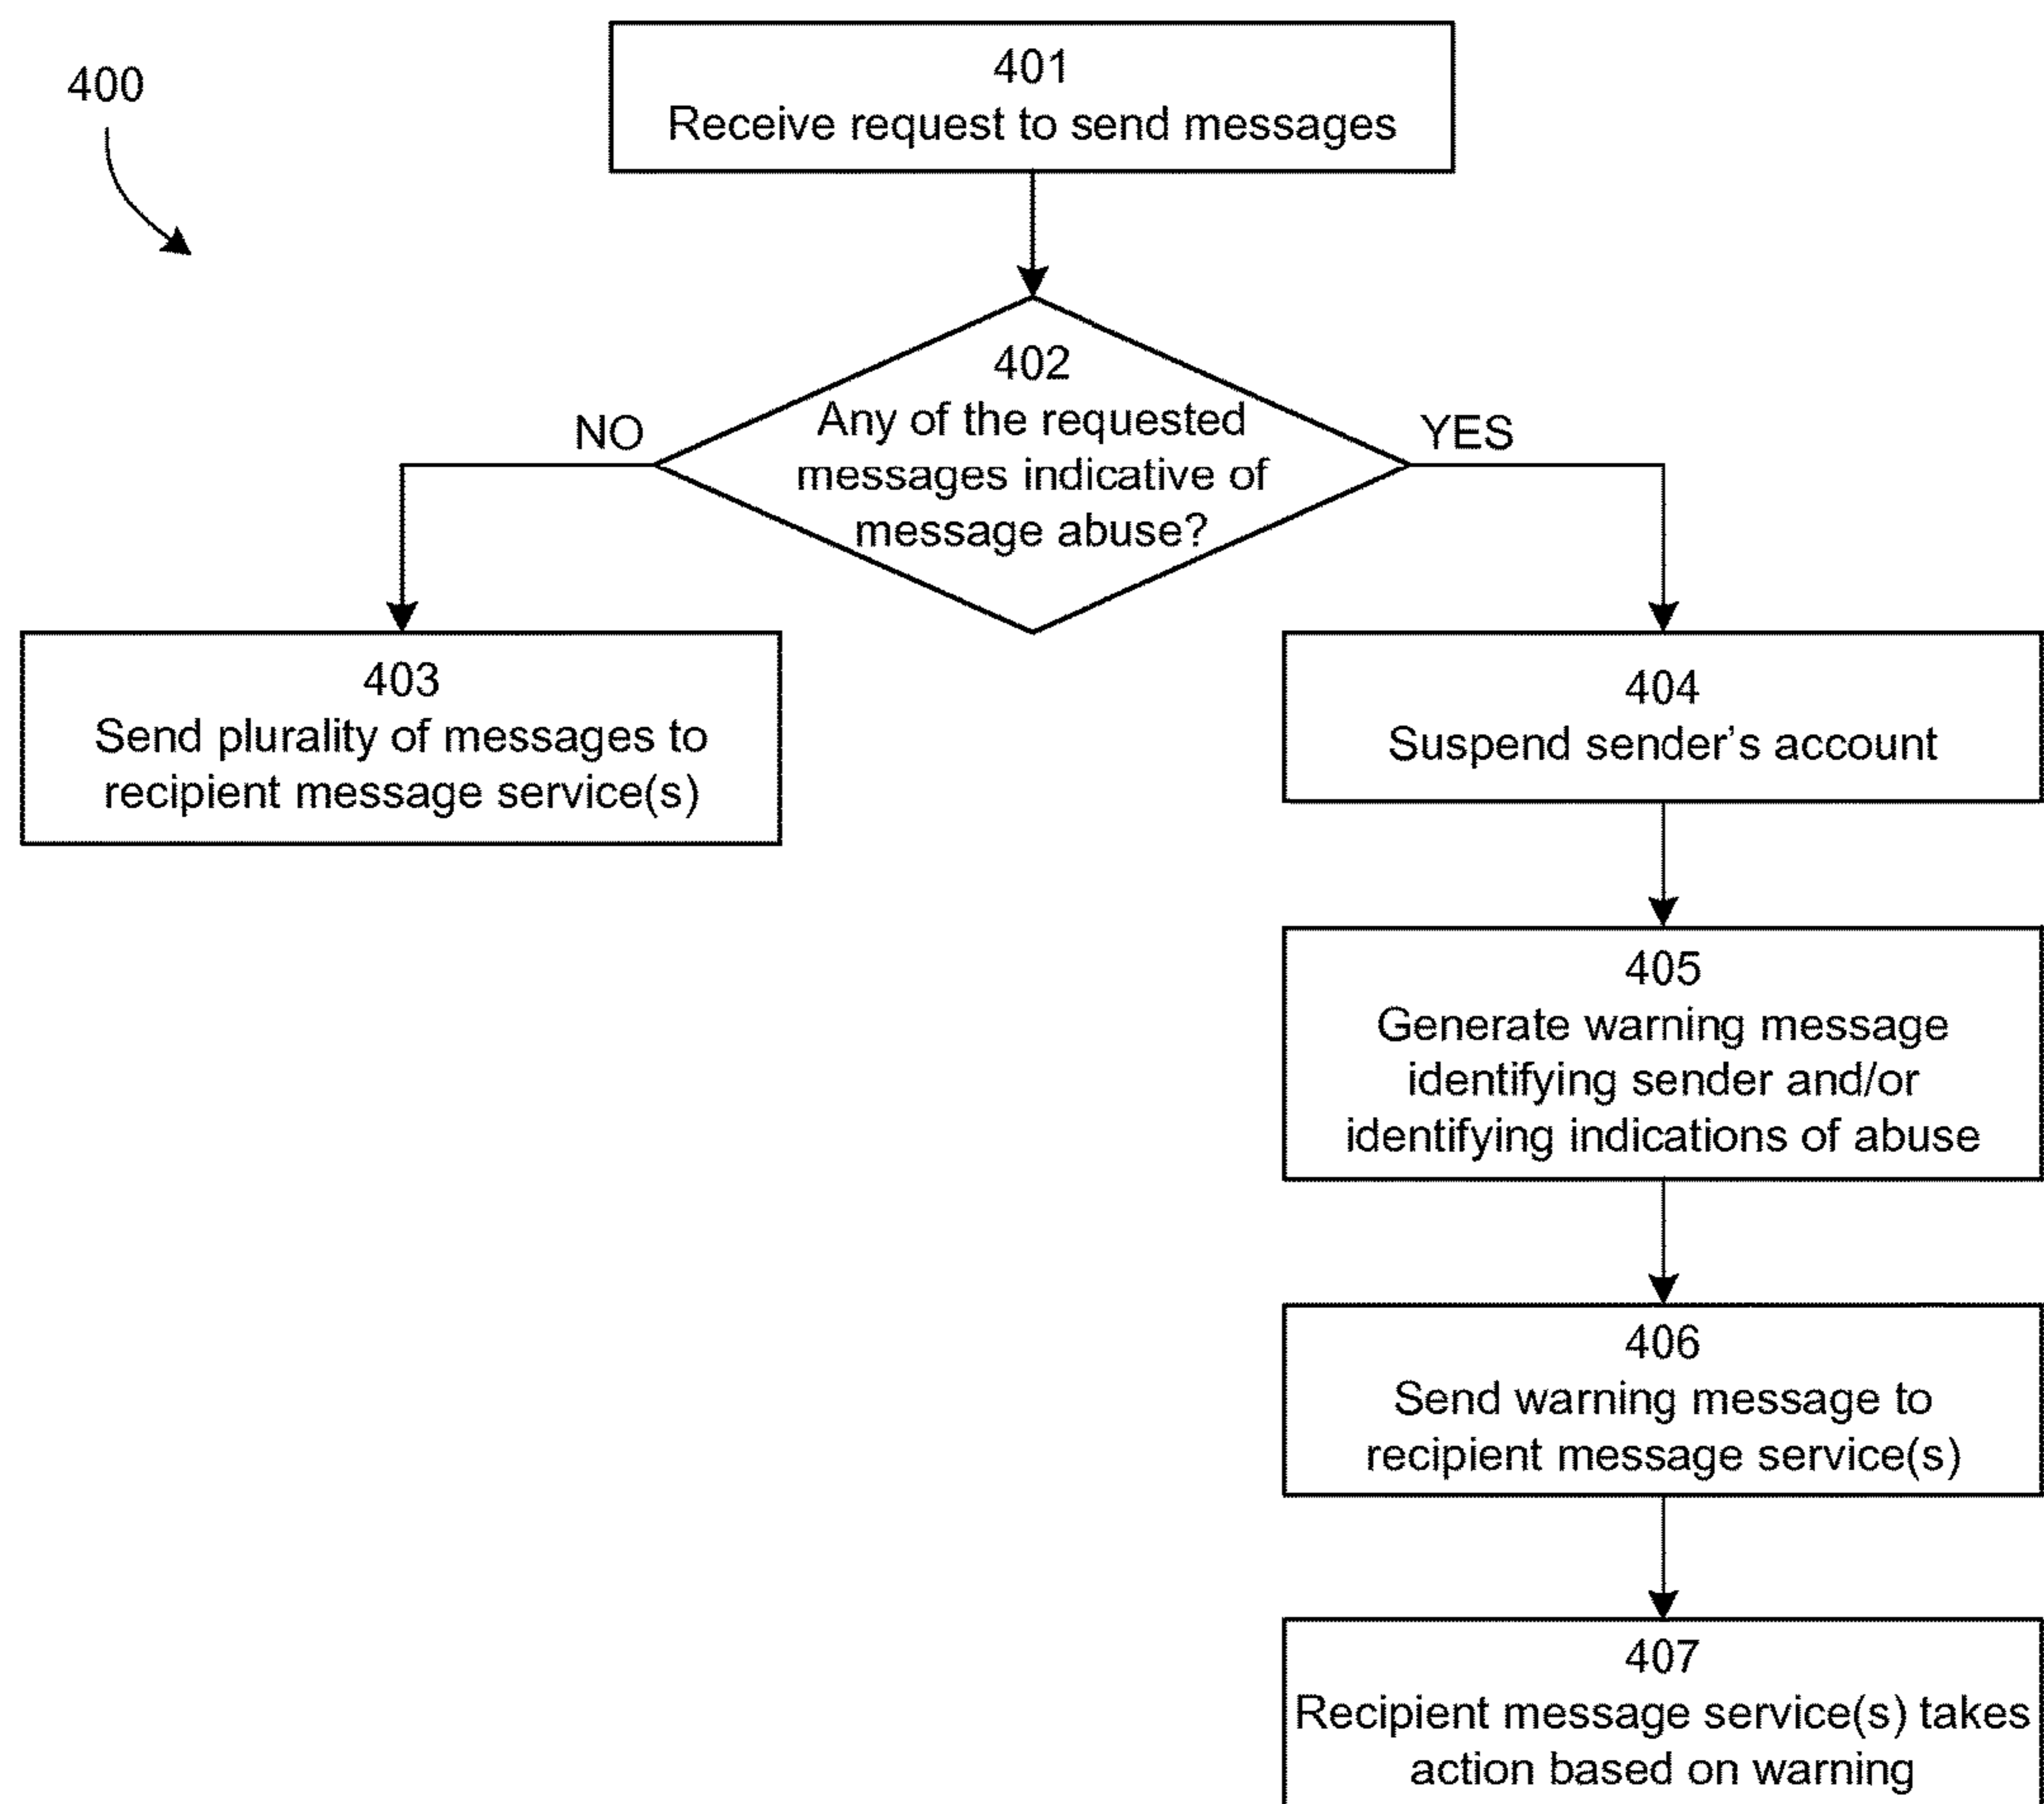 400
401
Receive request to send messages
402
Any of the requested
messages indicative of
message abuse?
NO
YES
403
Send plurality of messages to
recipient message service(s)
404
Suspend sender's account
405
Generate warning message
identifying sender and/or
identifying indications of abuse
406
Send warning message to
recipient message service(s)
407
Recipient message service(s) takes
action based on warning